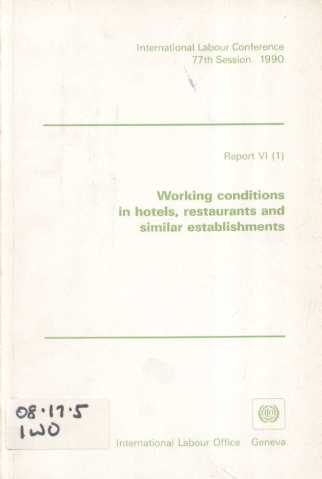 International Labour Conference
77th Session 1990
Report VI (1)
Working conditions
in hotels, restaurants and
similar establishments
08.17.5
IWO
International Labour Office Geneva